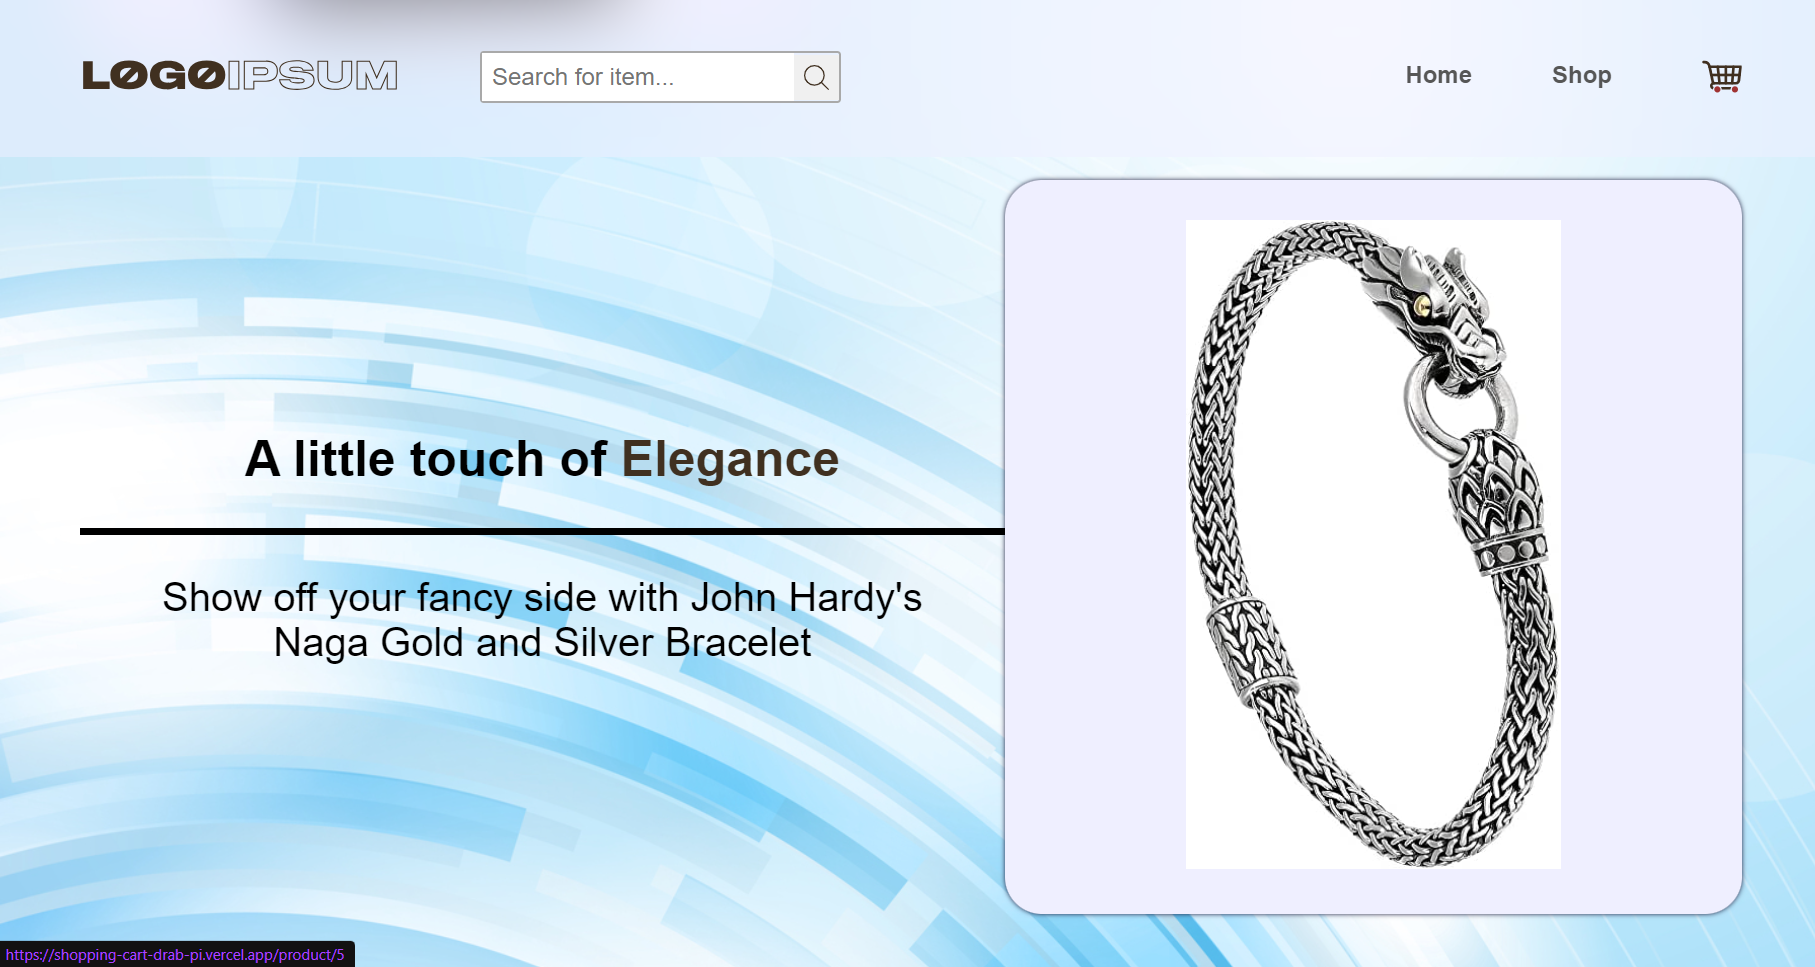 LOGOIPSUM
Search for item...
Home
Shop
A little touch of Elegance
Show off your fancy side with John Hardy's
Naga Gold and Silver Bracelet
https://shopping-cart-drab-pi.vercel.app/product/5